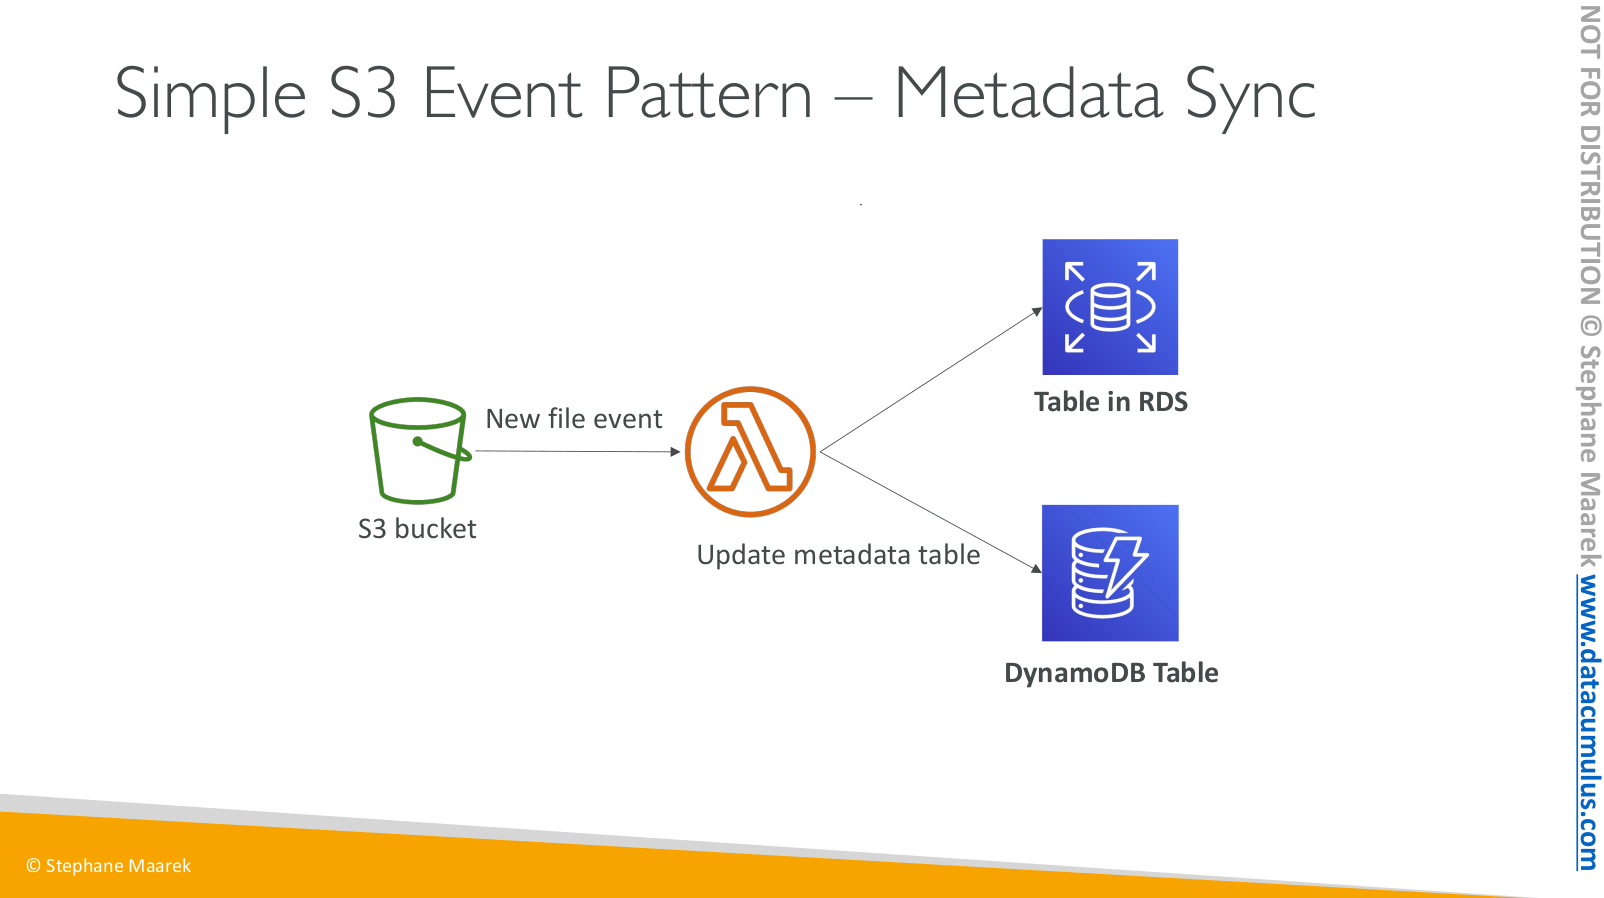 Simple S3 Event Pattern – Metadata Sync
New file event
S3 bucket
Update metadata table
Table in RDS
DynamoDB Table
© Stephane Maarek
NOT FOR DISTRIBUTION © Stephane Maarek www.datacumulus.com